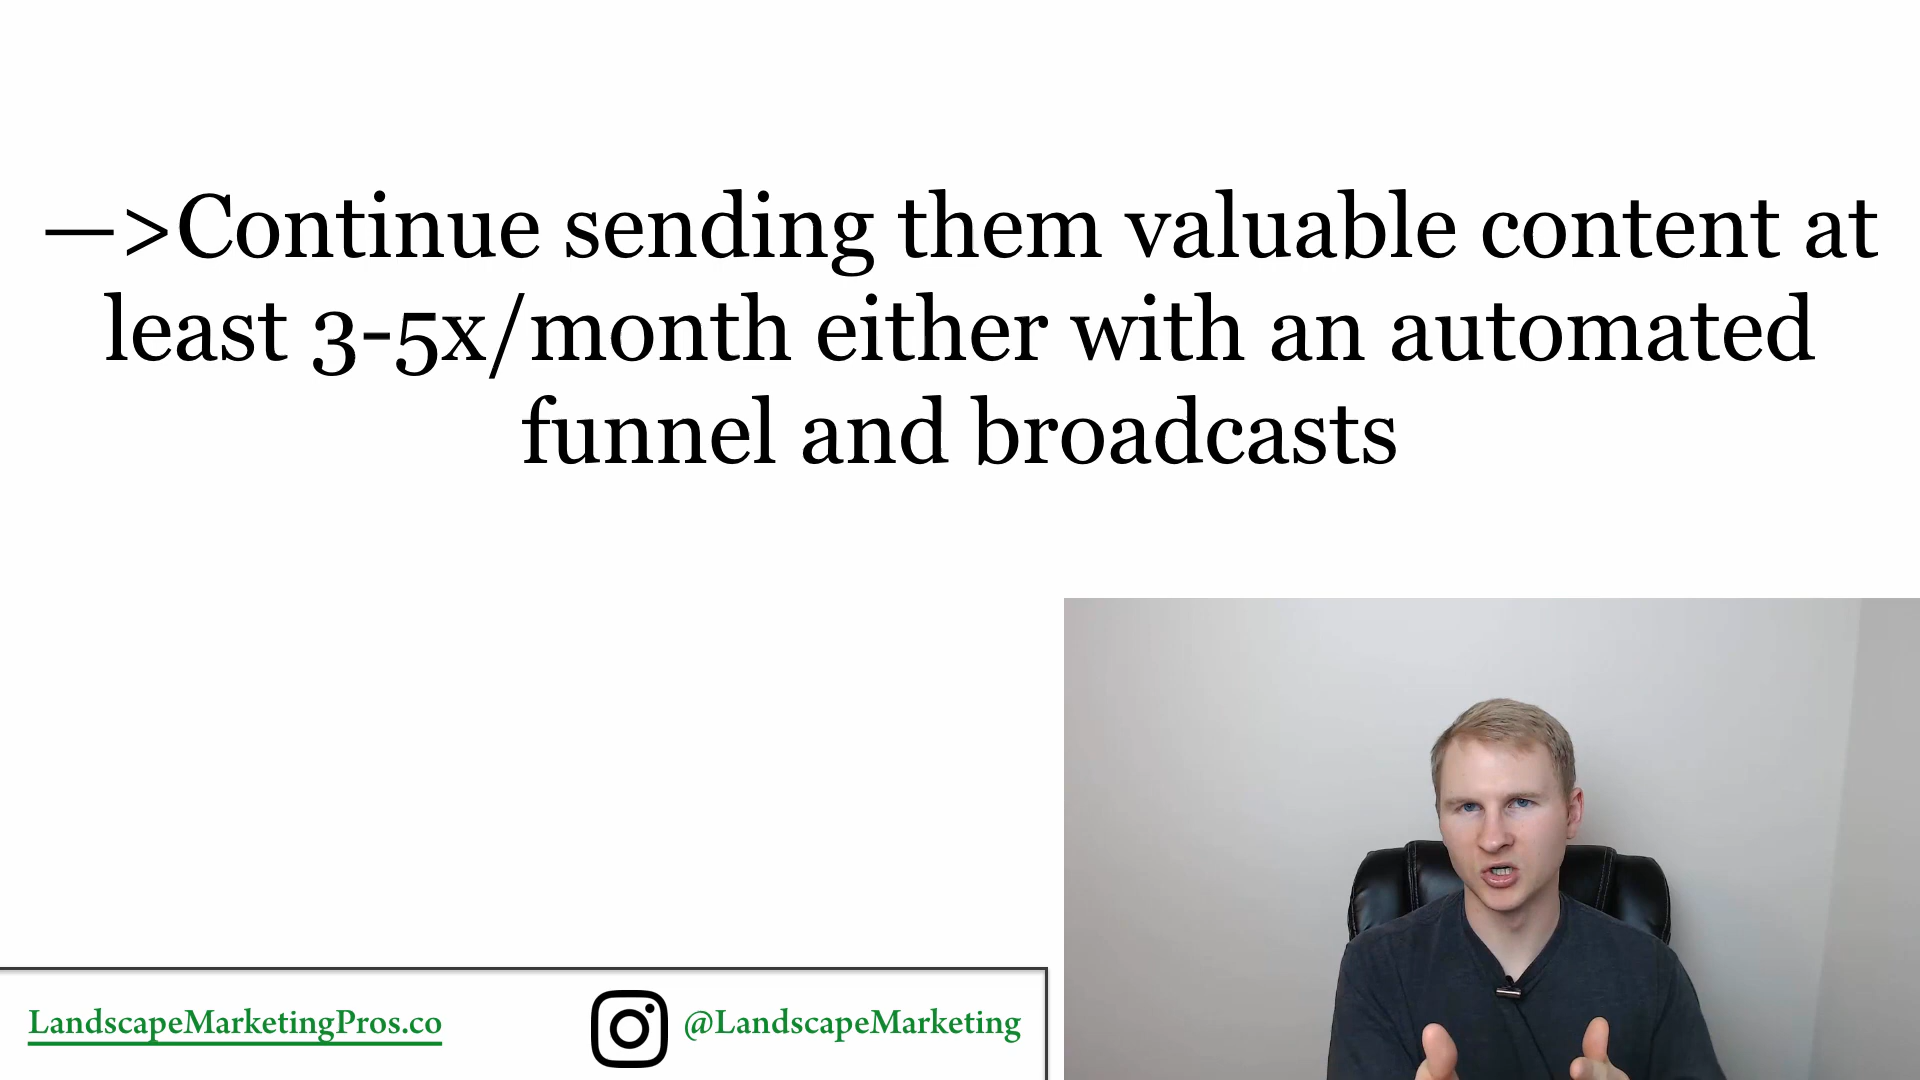 —>Continue sending them valuable content at
least 3-5x/month either with an automated
funnel and broadcasts
LandscapeMarketingPros.co
@LandscapeMarketing